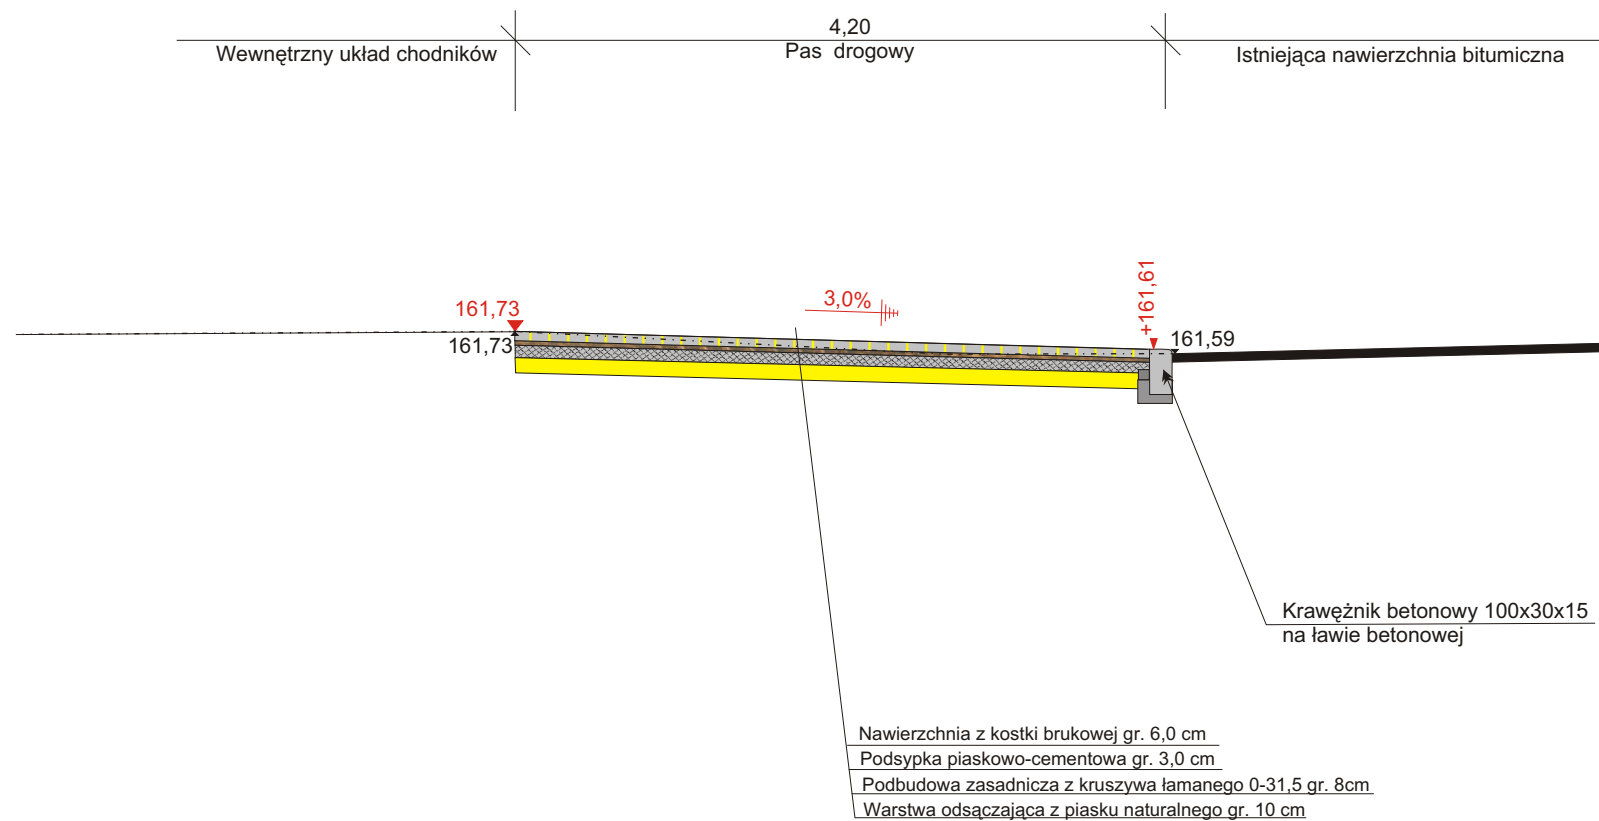 4,20
Wewnętrzny układ chodników
Pas drogowy
Istniejąca nawierzchnia bitumiczna
+161,61
3,0%
161,73
161,73
161,59
Krawężnik betonowy 100x30x15
na ławie betonowej
Nawierzchnia z kostki brukowej gr. 6,0 cm
Podsypka piaskowo-cementowa gr. 3,0 cm
Podbudowa zasadnicza z kruszywa łamanego 0-31,5 gr. 8cm
Warstwa odsączająca z piasku naturalnego gr. 10 cm